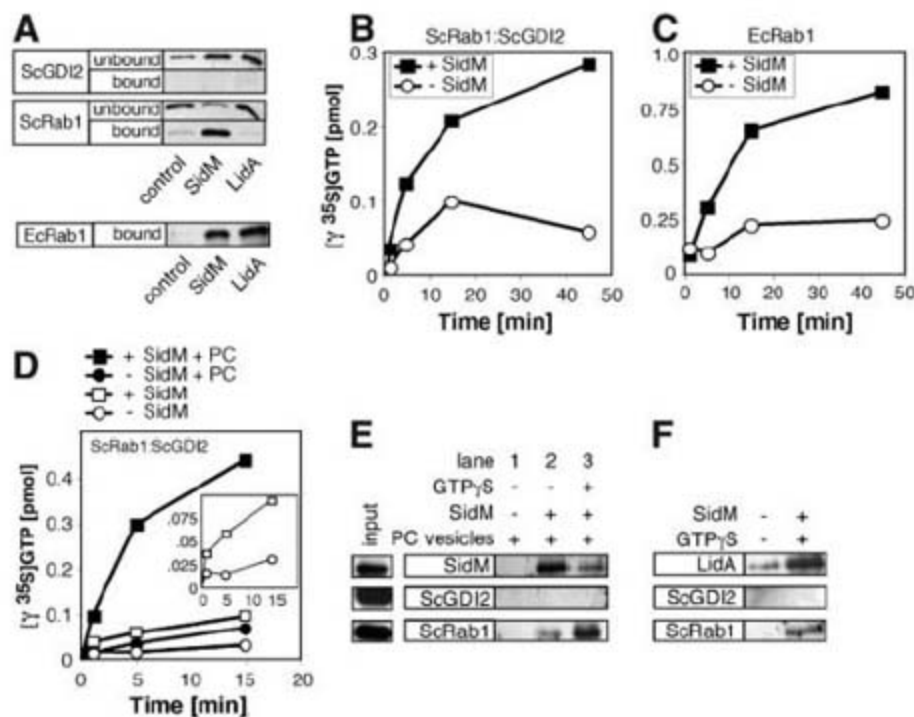 A
ScGDI2
unbound
bound
ScRab1
unbound
bound
control
SidM
LidA
EcRab1
bound
control
SidM
LidA
B
ScRab1:ScGDI2
+ SidM
- SidM
[γ 35S]GTP [pmol]
0.3
0.2
0.1
0
0 10 20 30 40 50
Time [min]
C
EcRab1
+ SidM
- SidM
1.0
0.75
0.5
0.25
0
0 10 20 30 40 50
Time [min]
D
+ SidM + PC
- SidM + PC
+ SidM
- SidM
ScRab1:ScGDI2
[γ 35S]GTP [pmol]
0.4
0.3
0.2
0.1
0
.075
.05
.025
0
0 5 10 15
0 5 10 15 20
Time [min]
E
lane 1 2 3
GTPγS - - +
SidM - + +
PC vesicles + + +
input
SidM
ScGDI2
ScRab1
F
SidM - +
GTPγS - +
LidA
ScGDI2
ScRab1